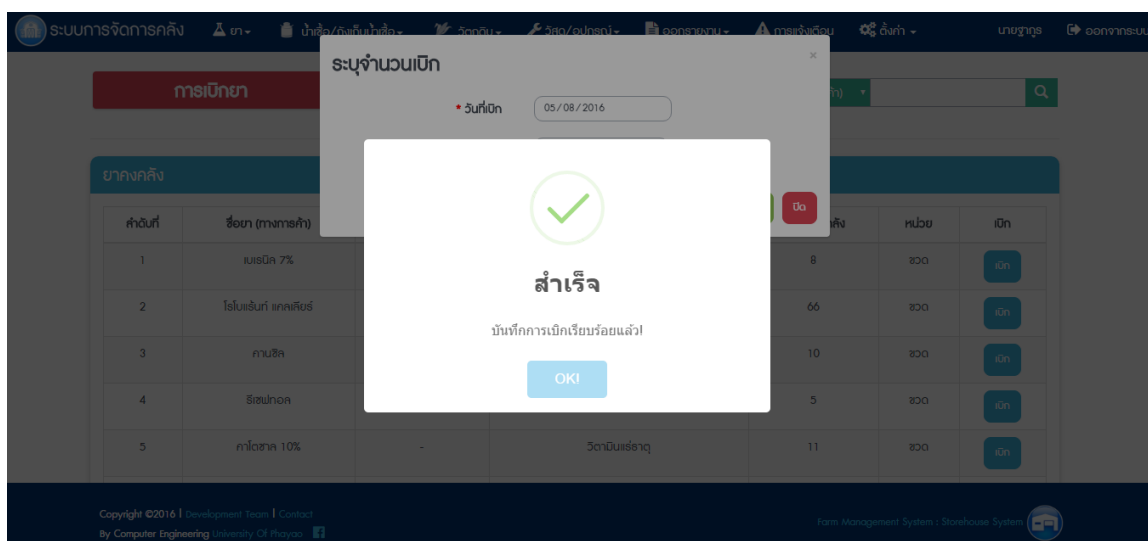 ระบบการจัดการคลัง ยา น้ำเชื้อ/ถังเก็บน้ำเชื้อ วัตถุดิบ วัสดุ/อุปกรณ์ ออกรายงาน การแจ้งเตือน ตั้งค่า นายฐากูร ออกจากระบบ
ระบุจำนวนเบิก ×
การเบิกยา
* วันที่เบิก 05/08/2016
ปิด
ยาคงคลัง
ลำดับที่ ชื่อยา (ทางการค้า) หน่วย เบิก
1 เบเรนิล 7% 8 ขวด เบิก
2 ไรโบแร้นท์ แคลเคียร์ 66 ขวด เบิก
3 คานชีล 10 ขวด เบิก
4 5 ขวด เบิก
5 คาโตซาล 10% - วิตามินแร่ธาตุ 11 ขวด เบิก
สำเร็จ
บันทึกการเบิกเรียบร้อยแล้ว!
OK!
Copyright ©2016 | Development Team | Contact
By Computer Engineering University Of Phayao
Farm Management System : Storehouse System